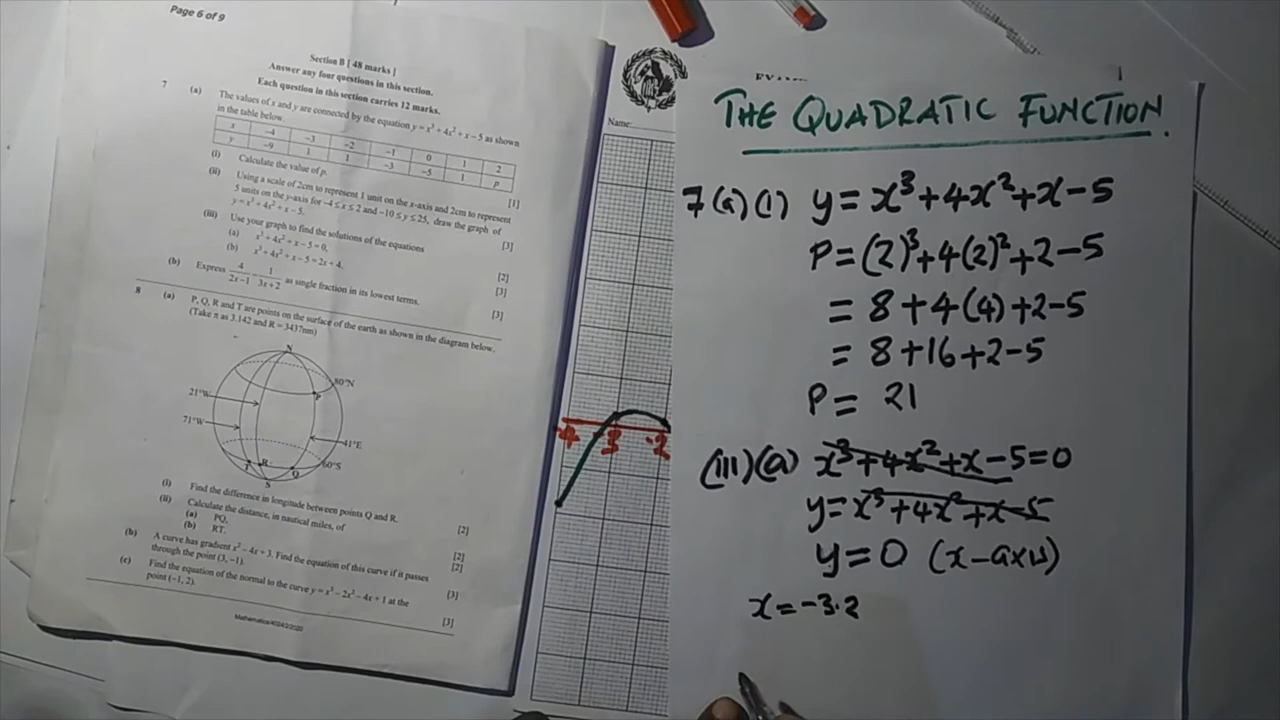 Page 6 of 9
Section B [ 48 marks ]
Answer any four questions in this section.
Each question in this section carries 12 marks.
7 (a) The values of x and y are connected by the equation y = x³ + 4x² + x − 5 as shown
in the table below.
x −4 −3 −2 −1 0 1 2
y −9 1 1 −3 −5 1 p
(i) Calculate the value of p. [1]
(ii) Using a scale of 2cm to represent 1 unit on the x-axis and 2cm to represent
5 units on the y-axis for −4 ≤ x ≤ 2 and −10 ≤ y ≤ 25, draw the graph of
y = x³ + 4x² + x − 5. [3]
(iii) Use your graph to find the solutions of the equations
(a) x³ + 4x² + x − 5 = 0, [2]
(b) x³ + 4x² + x − 5 = 2x + 4. [3]
(b) Express 4/(2x−1) − 1/(3x+2) as single fraction in its lowest terms. [3]
8 (a) P, Q, R and T are points on the surface of the earth as shown in the diagram below.
(Take π as 3.142 and R = 3437nm)
N
80°N
21°W
P
71°W
41°E
60°S
T R Q
S
(i) Find the difference in longitude between points Q and R. [2]
(ii) Calculate the distance, in nautical miles, of
(a) PQ, [2]
(b) RT. [2]
(b) A curve has gradient x² − 4x + 3. Find the equation of this curve if it passes
through the point (3, −1). [3]
(c) Find the equation of the normal to the curve y = x³ − 2x² − 4x + 1 at the
point (−1, 2). [3]
Mathematics/4024/2/2020
Name:
-4 3 -2
THE QUADRATIC FUNCTION.
7(a)(i) y = x³ + 4x² + x − 5
P = (2)³ + 4(2)² + 2 − 5
= 8 + 4(4) + 2 − 5
= 8 + 16 + 2 − 5
P = 21
(iii)(a) x³ + 4x² + x − 5 = 0
y = x³ + 4x² + x − 5
y = 0 (x − axis)
x = −3.2